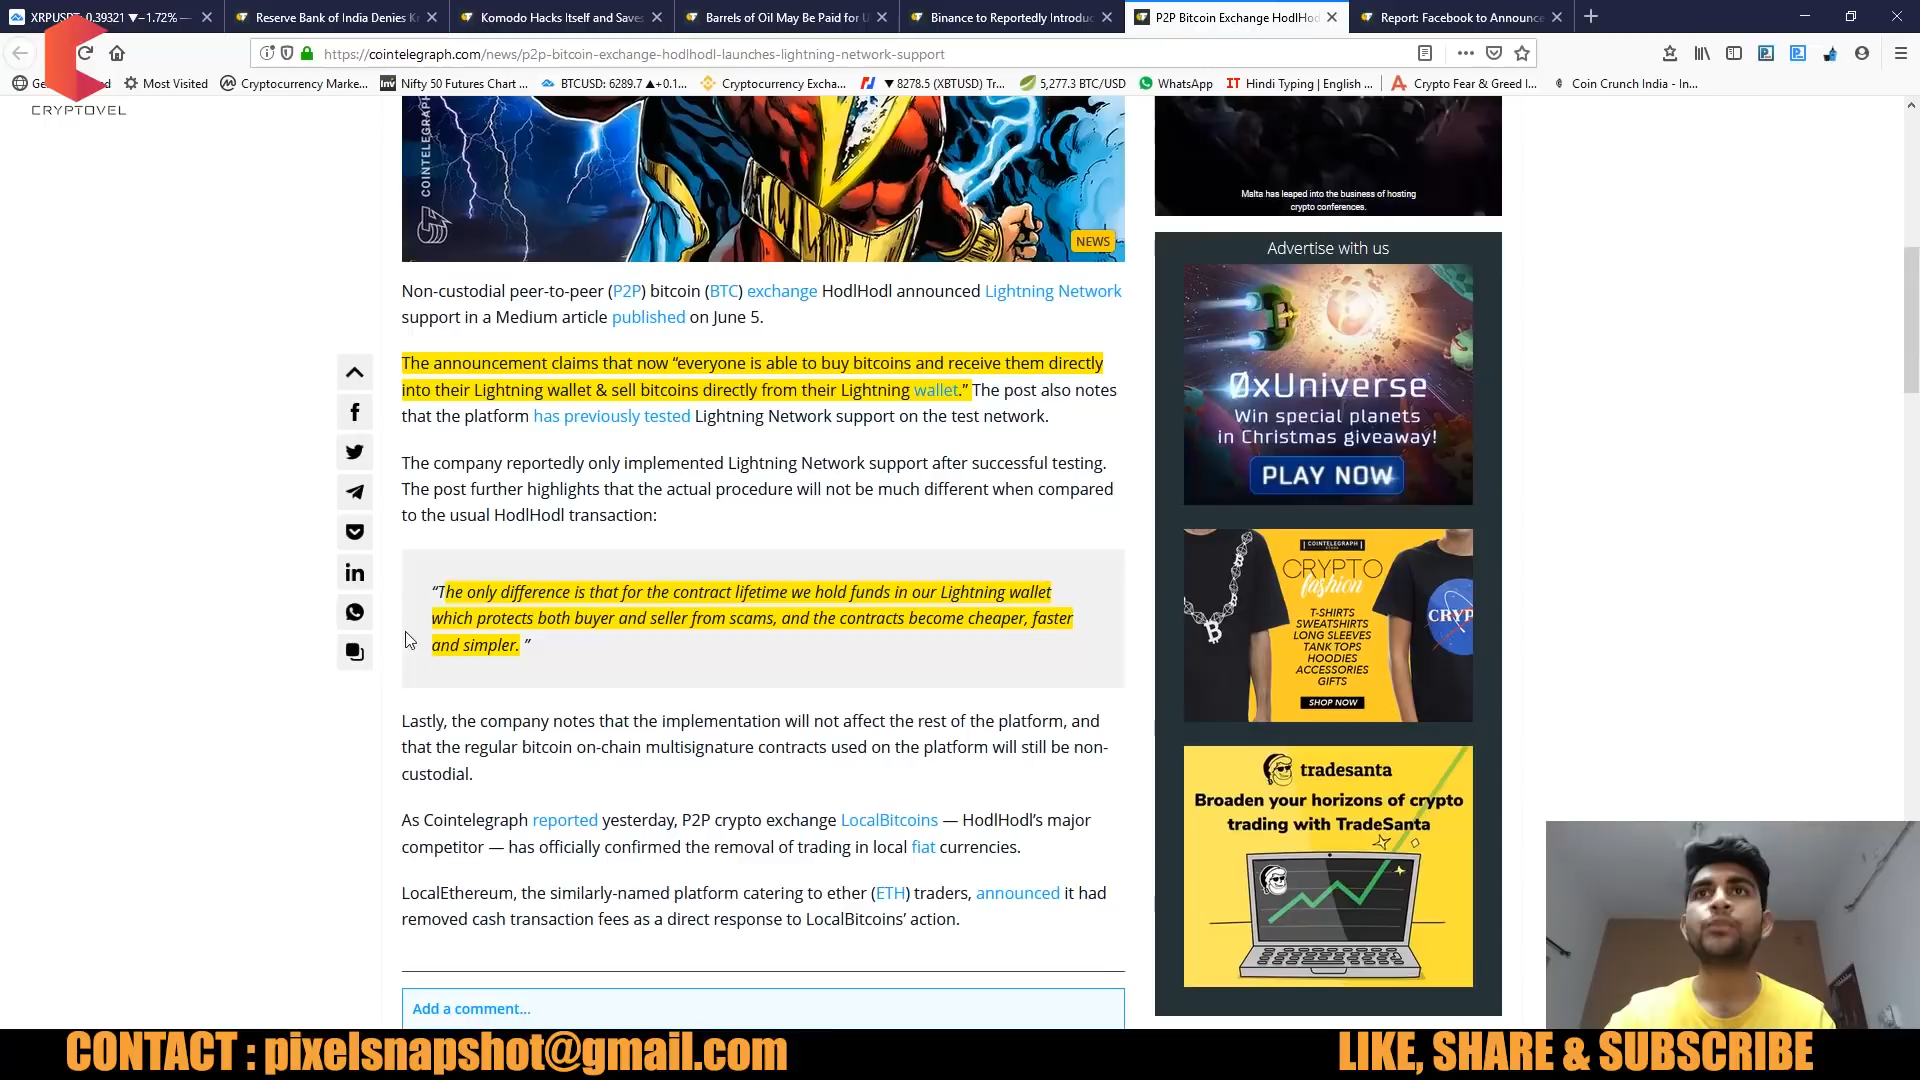 XRPUSDT 0.39321 ▼−1.72% —
Reserve Bank of India Denies Kr
Komodo Hacks Itself and Saves
Barrels of Oil May Be Paid for U
Binance to Reportedly Introduc
P2P Bitcoin Exchange HodlHod
Report: Facebook to Announce
https://cointelegraph.com/news/p2p-bitcoin-exchange-hodlhodl-launches-lightning-network-support
Most Visited
Cryptocurrency Marke...
Nifty 50 Futures Chart ...
BTCUSD: 6289.7 ▲+0.1...
Cryptocurrency Excha...
▼ 8278.5 (XBTUSD) Tr...
5,277.3 BTC/USD
WhatsApp
Hindi Typing | English ...
Crypto Fear & Greed I...
Coin Crunch India - In...
CRYPTOVEL
COINTELEGRAPH
NEWS
Non-custodial peer-to-peer (P2P) bitcoin (BTC) exchange HodlHodl announced Lightning Network
support in a Medium article published on June 5.
The announcement claims that now “everyone is able to buy bitcoins and receive them directly
into their Lightning wallet & sell bitcoins directly from their Lightning wallet.” The post also notes
that the platform has previously tested Lightning Network support on the test network.
The company reportedly only implemented Lightning Network support after successful testing.
The post further highlights that the actual procedure will not be much different when compared
to the usual HodlHodl transaction:
“The only difference is that for the contract lifetime we hold funds in our Lightning wallet
which protects both buyer and seller from scams, and the contracts become cheaper, faster
and simpler. ”
Lastly, the company notes that the implementation will not affect the rest of the platform, and
that the regular bitcoin on-chain multisignature contracts used on the platform will still be non-
custodial.
As Cointelegraph reported yesterday, P2P crypto exchange LocalBitcoins — HodlHodl’s major
competitor — has officially confirmed the removal of trading in local fiat currencies.
LocalEthereum, the similarly-named platform catering to ether (ETH) traders, announced it had
removed cash transaction fees as a direct response to LocalBitcoins’ action.
Add a comment...
Malta has leaped into the business of hosting
crypto conferences.
Advertise with us
0xUniverse
Win special planets
in Christmas giveaway!
PLAY NOW
COINTELEGRAPH
CRYPTO
fashion
T-SHIRTS
SWEATSHIRTS
LONG SLEEVES
TANK TOPS
HOODIES
ACCESSORIES
GIFTS
SHOP NOW
CRYP
tradesanta
Broaden your horizons of crypto
trading with TradeSanta
CONTACT : pixelsnapshot@gmail.com
LIKE, SHARE & SUBSCRIBE